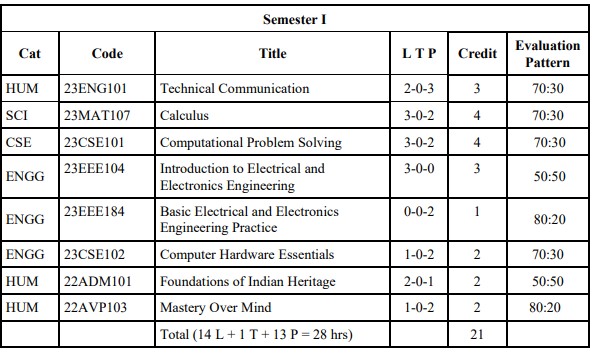 Semester I
Cat Code Title L T P Credit Evaluation Pattern
HUM 23ENG101 Technical Communication 2-0-3 3 70:30
SCI 23MAT107 Calculus 3-0-2 4 70:30
CSE 23CSE101 Computational Problem Solving 3-0-2 4 70:30
ENGG 23EEE104 Introduction to Electrical and Electronics Engineering 3-0-0 3 50:50
ENGG 23EEE184 Basic Electrical and Electronics Engineering Practice 0-0-2 1 80:20
ENGG 23CSE102 Computer Hardware Essentials 1-0-2 2 70:30
HUM 22ADM101 Foundations of Indian Heritage 2-0-1 2 50:50
HUM 22AVP103 Mastery Over Mind 1-0-2 2 80:20
Total (14 L + 1 T + 13 P = 28 hrs) 21